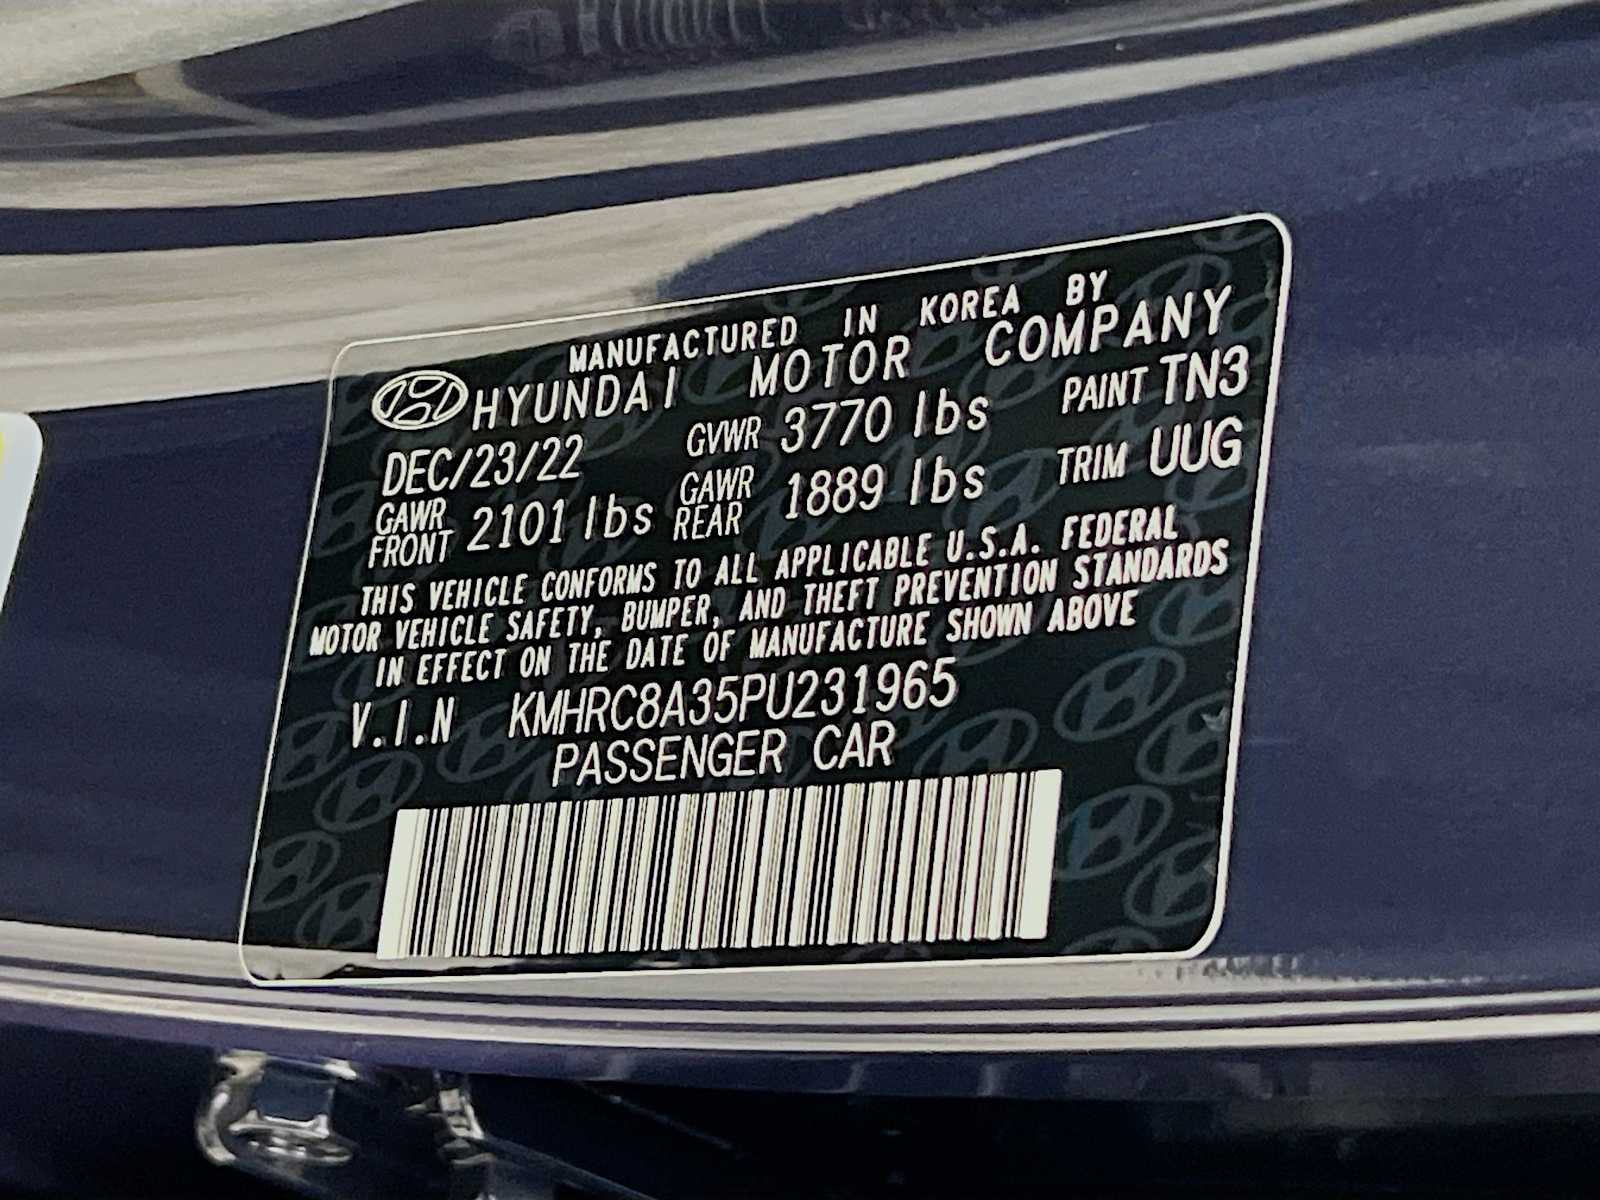 MANUFACTURED IN KOREA BY
HYUNDAI MOTOR COMPANY
DEC/23/22 GVWR 3770 lbs PAINT TN3
GAWR FRONT 2101 lbs GAWR REAR 1889 lbs TRIM UUG
THIS VEHICLE CONFORMS TO ALL APPLICABLE U.S.A. FEDERAL
MOTOR VEHICLE SAFETY, BUMPER, AND THEFT PREVENTION STANDARDS
IN EFFECT ON THE DATE OF MANUFACTURE SHOWN ABOVE
V.I.N KMHRC8A35PU231965
PASSENGER CAR